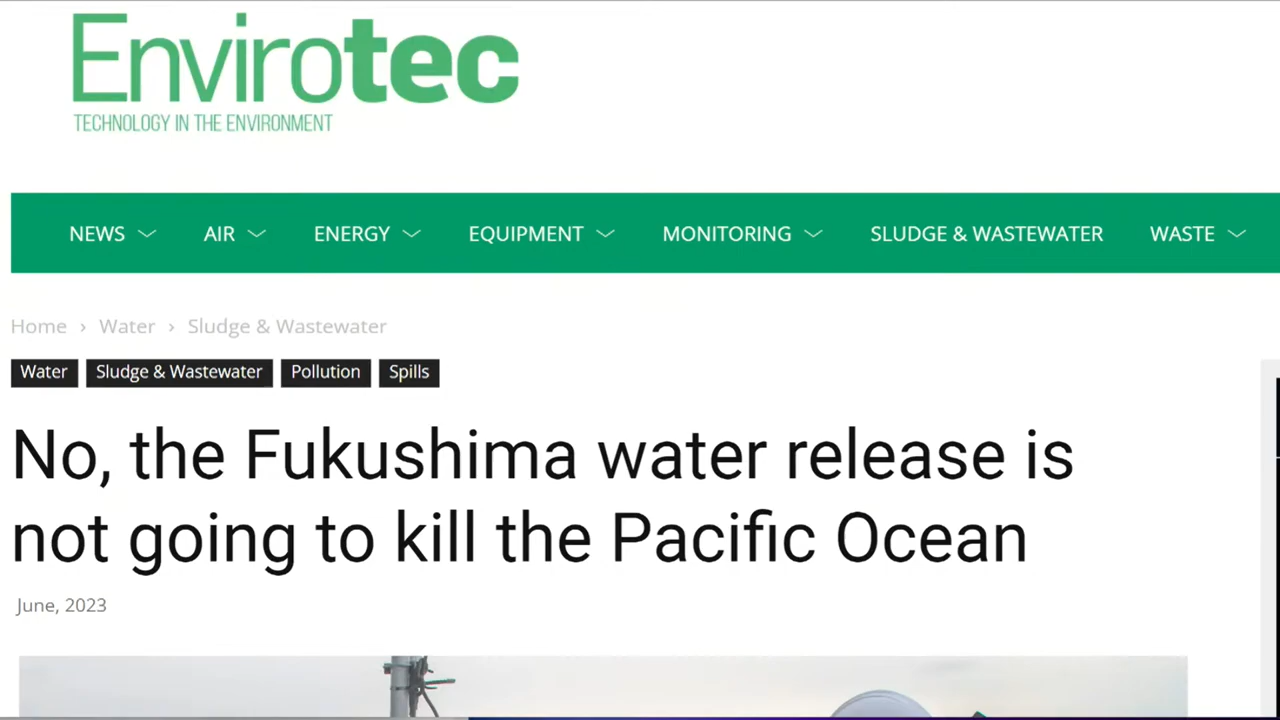 Envirotec
TECHNOLOGY IN THE ENVIRONMENT
NEWS AIR ENERGY EQUIPMENT MONITORING SLUDGE & WASTEWATER WASTE
Home › Water › Sludge & Wastewater
Water Sludge & Wastewater Pollution Spills
No, the Fukushima water release is
not going to kill the Pacific Ocean
June, 2023